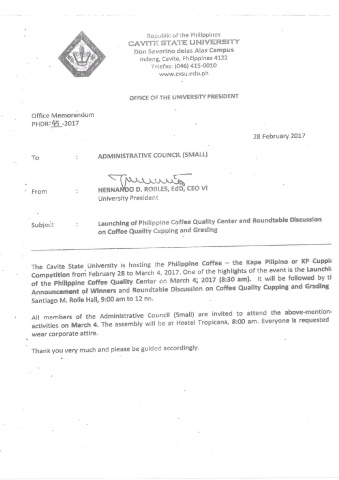 Republic of the Philippines
CAVITE STATE UNIVERSITY
Don Severino delas Alas Campus
Indang, Cavite, Philippines 4122
Telefax: (046) 415-0010
www.cvsu.edu.ph
OFFICE OF THE UNIVERSITY PRESIDENT
Office Memorandum
PHDR: 45 -2017
28 February 2017
To : ADMINISTRATIVE COUNCIL (SMALL)
From : HERNANDO D. ROBLES, EdD, CEO VI
University President
Subject : Launching of Philippine Coffee Quality Center and Roundtable Discussion
on Coffee Quality Cupping and Grading
The Cavite State University is hosting the Philippine Coffee – the Kape Pilipino or KP Cuppi
Competition from February 28 to March 4, 2017. One of the highlights of the event is the Launchi
of the Philippine Coffee Quality Center on March 4, 2017 (8:30 am). It will be followed by th
Announcement of Winners and Roundtable Discussion on Coffee Quality Cupping and Grading
Santiago M. Rolle Hall, 9:00 am to 12 nn.
All members of the Administrative Council (Small) are invited to attend the above-mention
activities on March 4. The assembly will be at Hostel Tropicana, 8:00 am. Everyone is requested
wear corporate attire.
Thank you very much and please be guided accordingly.